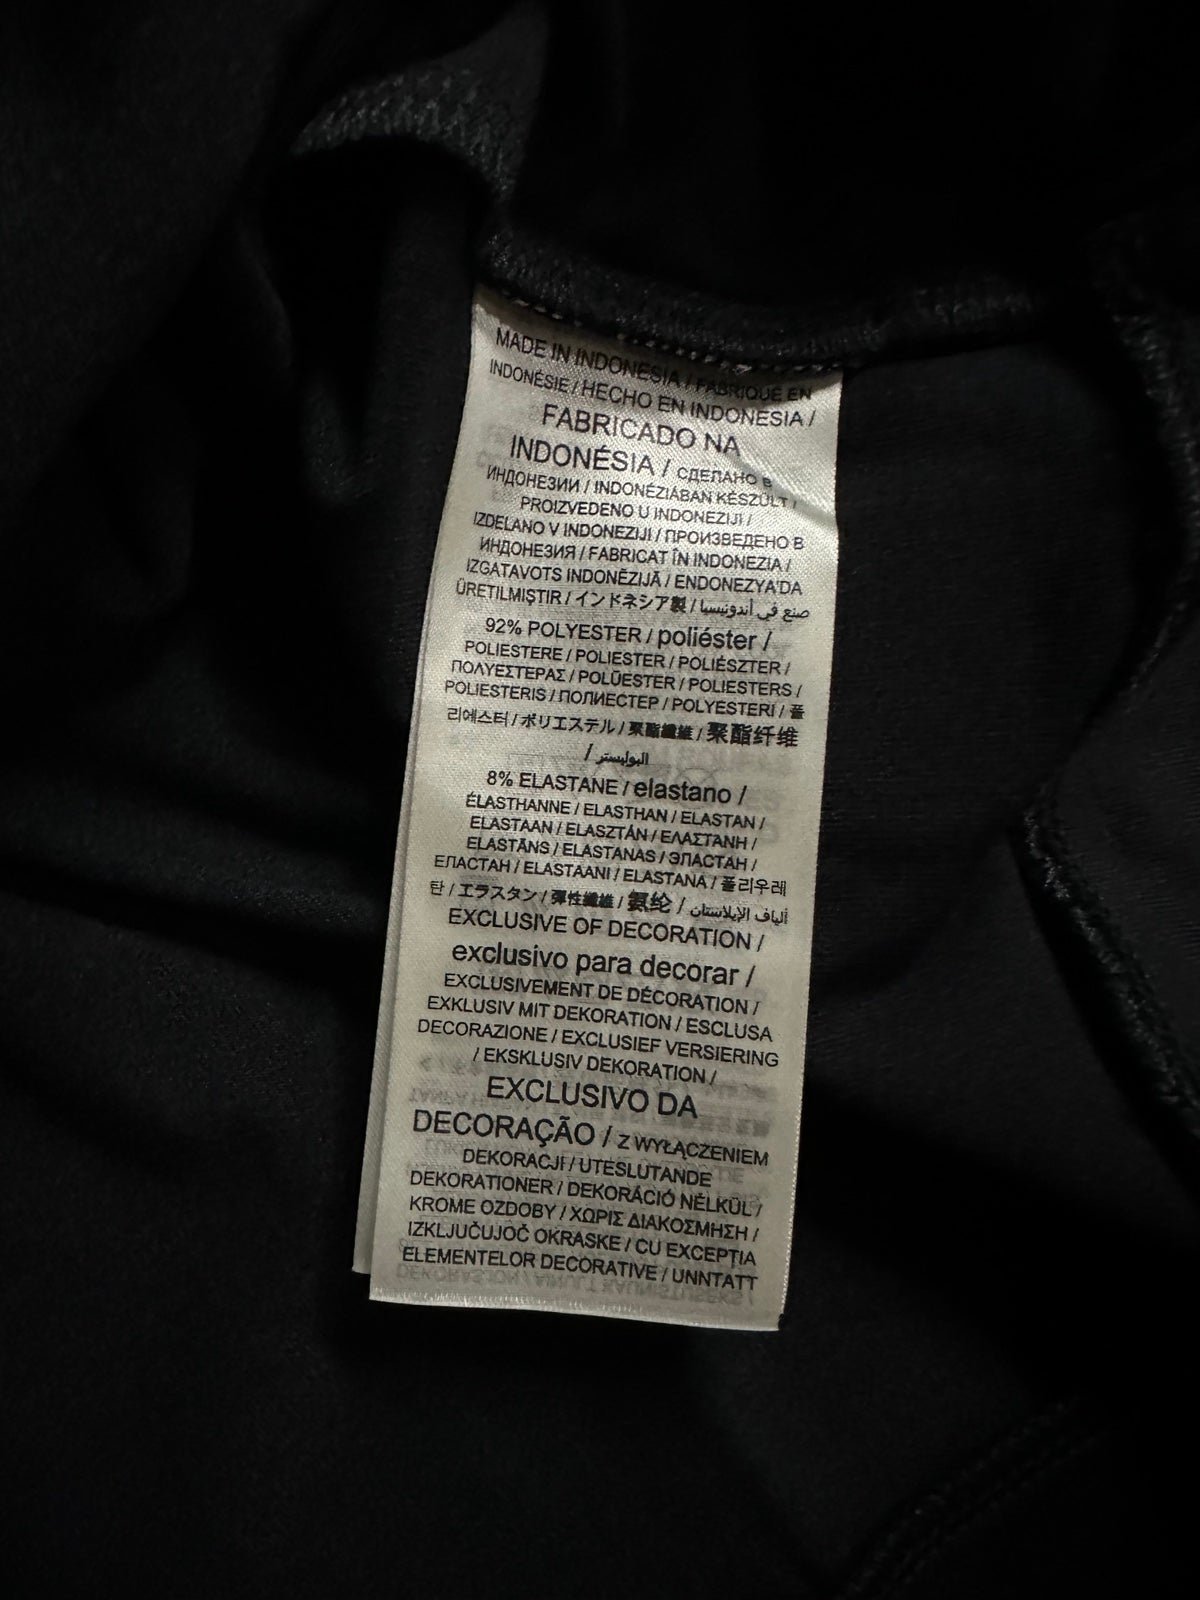 MADE IN INDONESIA / FABRIQUÉ EN
INDONÉSIE / HECHO EN INDONESIA /
FABRICADO NA
INDONÉSIA / СДЕЛАНО В
ИНДОНЕЗИИ / INDONÉZIÁBAN KÉSZÜLT /
PROIZVEDENO U INDONEZIJI /
IZDELANO V INDONEZIJI / ПРОИЗВЕДЕНО В
ИНДОНЕЗИЯ / FABRICAT ÎN INDONEZIA /
IZGATAVOTS INDONĒZIJĀ / ENDONEZYA'DA
ÜRETILMIŞTIR / インドネシア製 / صنع في أندونيسيا
92% POLYESTER / poliéster /
POLIESTERE / POLIESTER / POLIÉSZTER /
ΠΟΛΥΕΣΤΕΡΑΣ / POLÜESTER / POLIESTERS /
POLIESTERIS / ПОЛИЕСТЕР / POLYESTERI / 폴
리에스터 / ポリエステル / 聚酯纖維 / 聚酯纤维
/ البوليستر
8% ELASTANE / elastano /
ÉLASTHANNE / ELASTHAN / ELASTAN /
ELASTAAN / ELASZTÁN / ΕΛΑΣΤΑΝΗ /
ELASTĀNS / ELASTANAS / ЭЛАСТАН /
ЕЛАСТАН / ELASTAANI / ELASTANA / 폴리우레
탄 / エラスタン / 彈性纖維 / 氨纶 / ألياف الإيلاستان
EXCLUSIVE OF DECORATION /
exclusivo para decorar /
EXCLUSIVEMENT DE DÉCORATION /
EXKLUSIV MIT DEKORATION / ESCLUSA
DECORAZIONE / EXCLUSIEF VERSIERING
/ EKSKLUSIV DEKORATION /
EXCLUSIVO DA
DECORAÇÃO / Z WYŁĄCZENIEM
DEKORACJI / UTESLUTANDE
DEKORATIONER / DEKORÁCIÓ NÉLKÜL /
KROME OZDOBY / ΧΩΡΙΣ ΔΙΑΚΟΣΜΗΣΗ /
IZKLJUČUJOČ OKRASKE / CU EXCEPȚIA
ELEMENTELOR DECORATIVE / UNNTATT